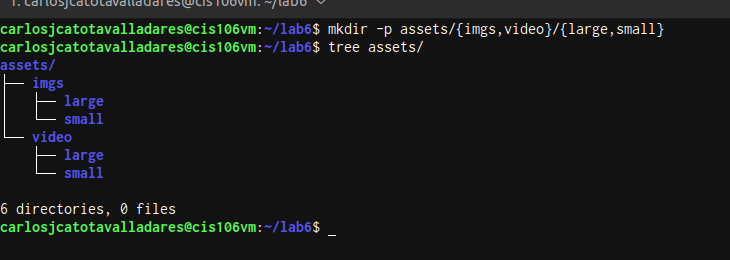 1. carlosjcatotavalladares@cis106vm: ~/lab6
carlosjcatotavalladares@cis106vm:~/lab6$ mkdir -p assets/{imgs,video}/{large,small}
carlosjcatotavalladares@cis106vm:~/lab6$ tree assets/
assets/
├── imgs
│   ├── large
│   └── small
└── video
    ├── large
    └── small
6 directories, 0 files
carlosjcatotavalladares@cis106vm:~/lab6$ _